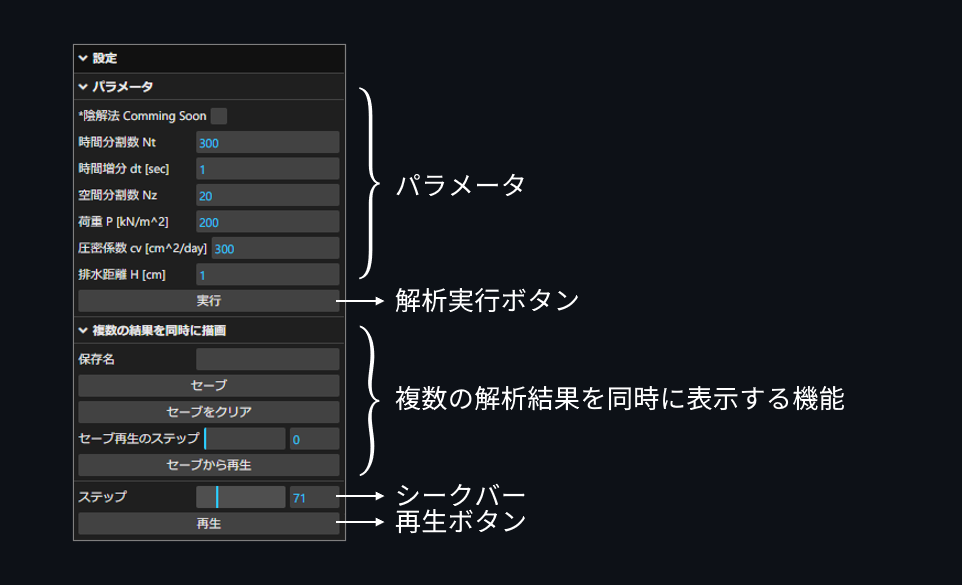 設定
パラメータ
*陰解法 Comming Soon
時間分割数 Nt 300
時間増分 dt [sec] 1
空間分割数 Nz 20
荷重 P [kN/m^2] 200
圧密係数 cv [cm^2/day] 300
排水距離 H [cm] 1
実行
複数の結果を同時に描画
保存名
セーブ
セーブをクリア
セーブ再生のステップ 0
セーブから再生
ステップ 71
再生
パラメータ
解析実行ボタン
複数の解析結果を同時に表示する機能
シークバー
再生ボタン